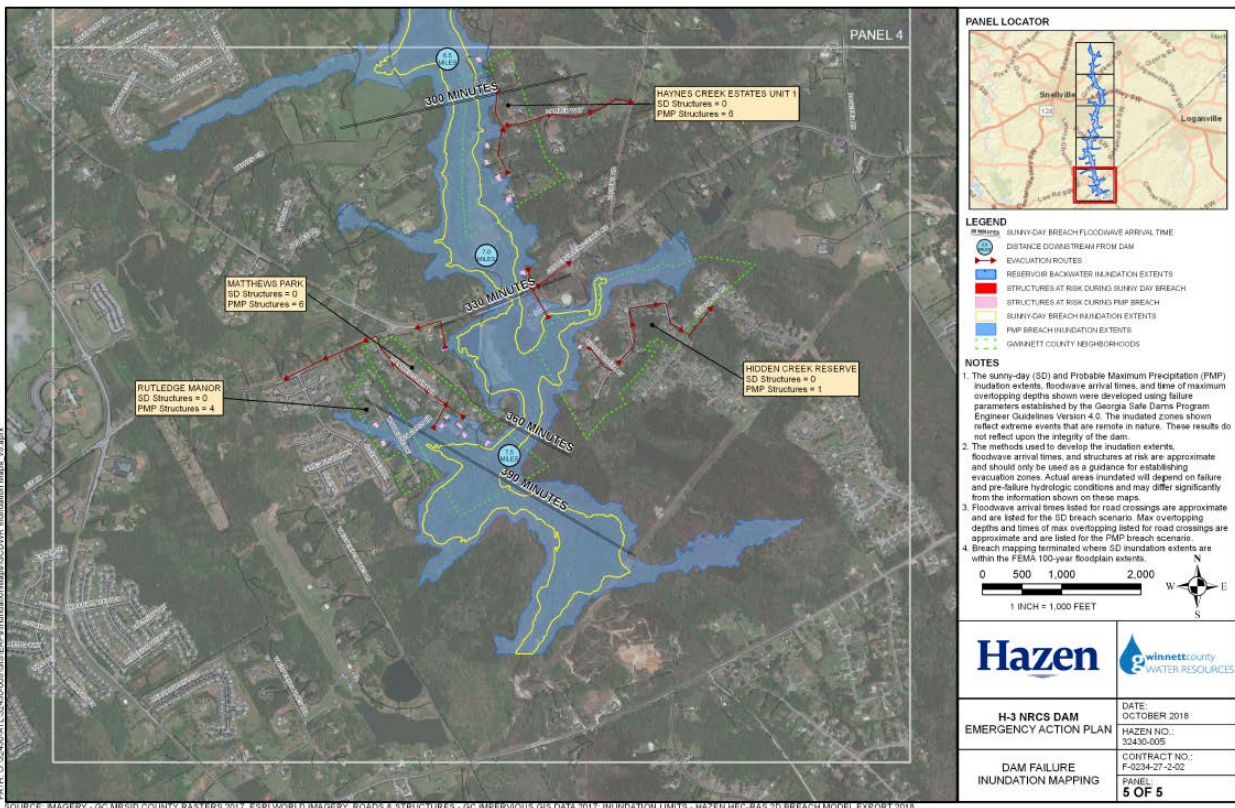 PANEL 4
6.5
MILES
300 MINUTES
HAYNES CREEK ESTATES UNIT 1
SD Structures = 0
PMP Structures = 6
7.0
MILES
330 MINUTES
MATTHEWS PARK
SD Structures = 0
PMP Structures = 6
RUTLEDGE MANOR
SD Structures = 0
PMP Structures = 4
HIDDEN CREEK RESERVE
SD Structures = 0
PMP Structures = 1
360 MINUTES
7.5
MILES
390 MINUTES
PANEL LOCATOR
Snellville
Loganville
LEGEND
SUNNY-DAY BREACH FLOODWAVE ARRIVAL TIME
DISTANCE DOWNSTREAM FROM DAM
EVACUATION ROUTES
RESERVOIR BACKWATER INUNDATION EXTENTS
STRUCTURES AT RISK DURING SUNNY DAY BREACH
STRUCTURES AT RISK DURING PMP BREACH
SUNNY-DAY BREACH INUNDATION EXTENTS
PMP BREACH INUNDATION EXTENTS
GWINNETT COUNTY NEIGHBORHOODS
NOTES
1. The sunny-day (SD) and Probable Maximum Precipitation (PMP)
inudation extents, floodwave arrival times, and time of maximum
overtopping depths shown were developed using failure
parameters established by the Georgia Safe Dams Program
Engineer Guidelines Version 4.0. The inudated zones shown
reflect extreme events that are remote in nature. These results do
not reflect upon the integrity of the dam.
2. The methods used to develop the inudation extents,
floodwave arrival times, and structures at risk are approximate
and should only be used as a guidance for establishing
evacuation zones. Actual areas inundated will depend on failure
and pre-failure hydrologic conditions and may differ significantly
from the information shown on these maps.
3. Floodwave arrival times listed for road crossings are approximate
and are listed for the SD breach scenario. Max overtopping
depths and times of max overtopping listed for road crossings are
approximate and are listed for the PMP breach scenario.
4. Breach mapping terminated where SD inundation extents are
within the FEMA 100-year floodplain extents.
N
W E
S
0 500 1,000 2,000
1 INCH = 1,000 FEET
Hazen
gwinnettcounty
WATER RESOURCES
H-3 NRCS DAM
EMERGENCY ACTION PLAN
DATE:
OCTOBER 2018
HAZEN NO.:
32430-005
DAM FAILURE
INUNDATION MAPPING
CONTRACT NO.:
F-0234-27-2-02
PANEL:
5 OF 5
SOURCE: IMAGERY - GC MRSID COUNTY RASTERS 2017, ESRI WORLD IMAGERY; ROADS & STRUCTURES - GC IMPERVIOUS GIS DATA 2017; INUNDATION LIMITS - HAZEN HEC-RAS 2D BREACH MODEL EXPORT 2018